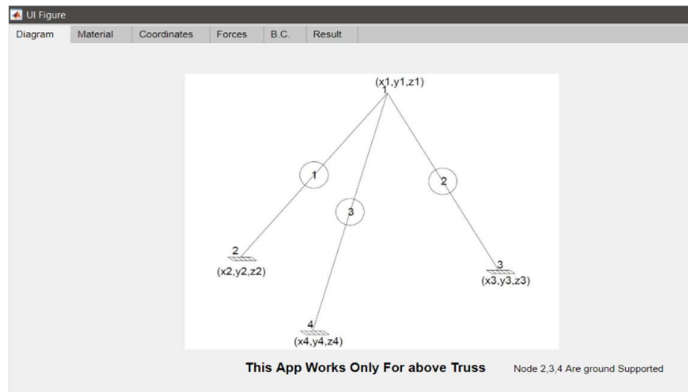 UI Figure
Diagram Material Coordinates Forces B.C. Result
(x1,y1,z1)
1
1
2
3
2
(x2,y2,z2)
3
(x3,y3,z3)
4
(x4,y4,z4)
This App Works Only For above Truss Node 2,3,4 Are ground Supported